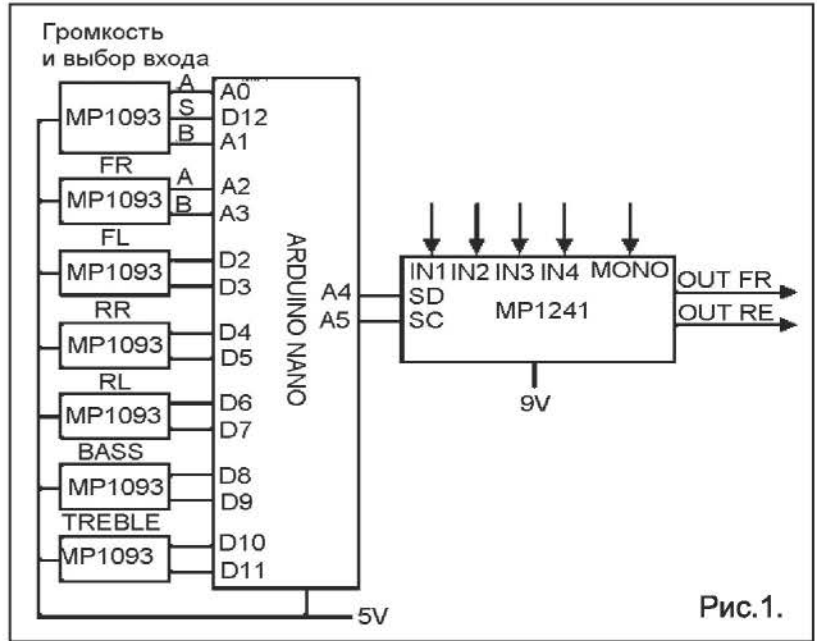 Громкость
и выбор входа
MP1093
A
S
B
A0
D12
A1
FR
MP1093
A
B
A2
A3
FL
MP1093
D2
D3
RR
MP1093
D4
D5
RL
MP1093
D6
D7
BASS
MP1093
D8
D9
TREBLE
MP1093
D10
D11
ARDUINO NANO
A4
A5
5V
IN1 IN2 IN3 IN4 MONO
SD
SC
MP1241
OUT FR
OUT RE
9V
Рис.1.